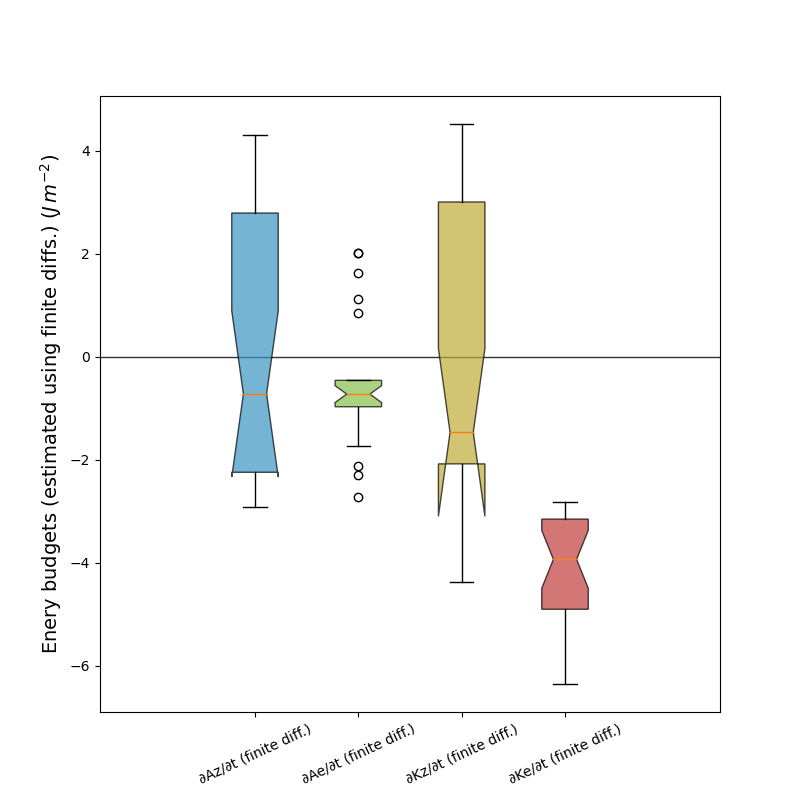 Enery budgets (estimated using finite diffs.) (J m⁻²)
4
2
0
−2
−4
−6
∂Az/∂t (finite diff.)
∂Ae/∂t (finite diff.)
∂Kz/∂t (finite diff.)
∂Ke/∂t (finite diff.)